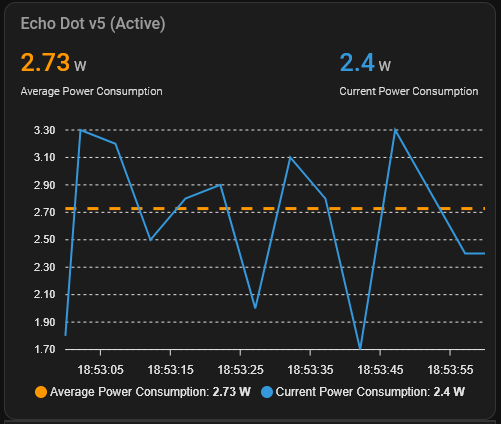 Echo Dot v5 (Active)
2.73 W 2.4 W
Average Power Consumption Current Power Consumption
3.30
3.10
2.90
2.70
2.50
2.30
2.10
1.90
1.70
18:53:05 18:53:15 18:53:25 18:53:35 18:53:45 18:53:55
Average Power Consumption: 2.73 W Current Power Consumption: 2.4 W